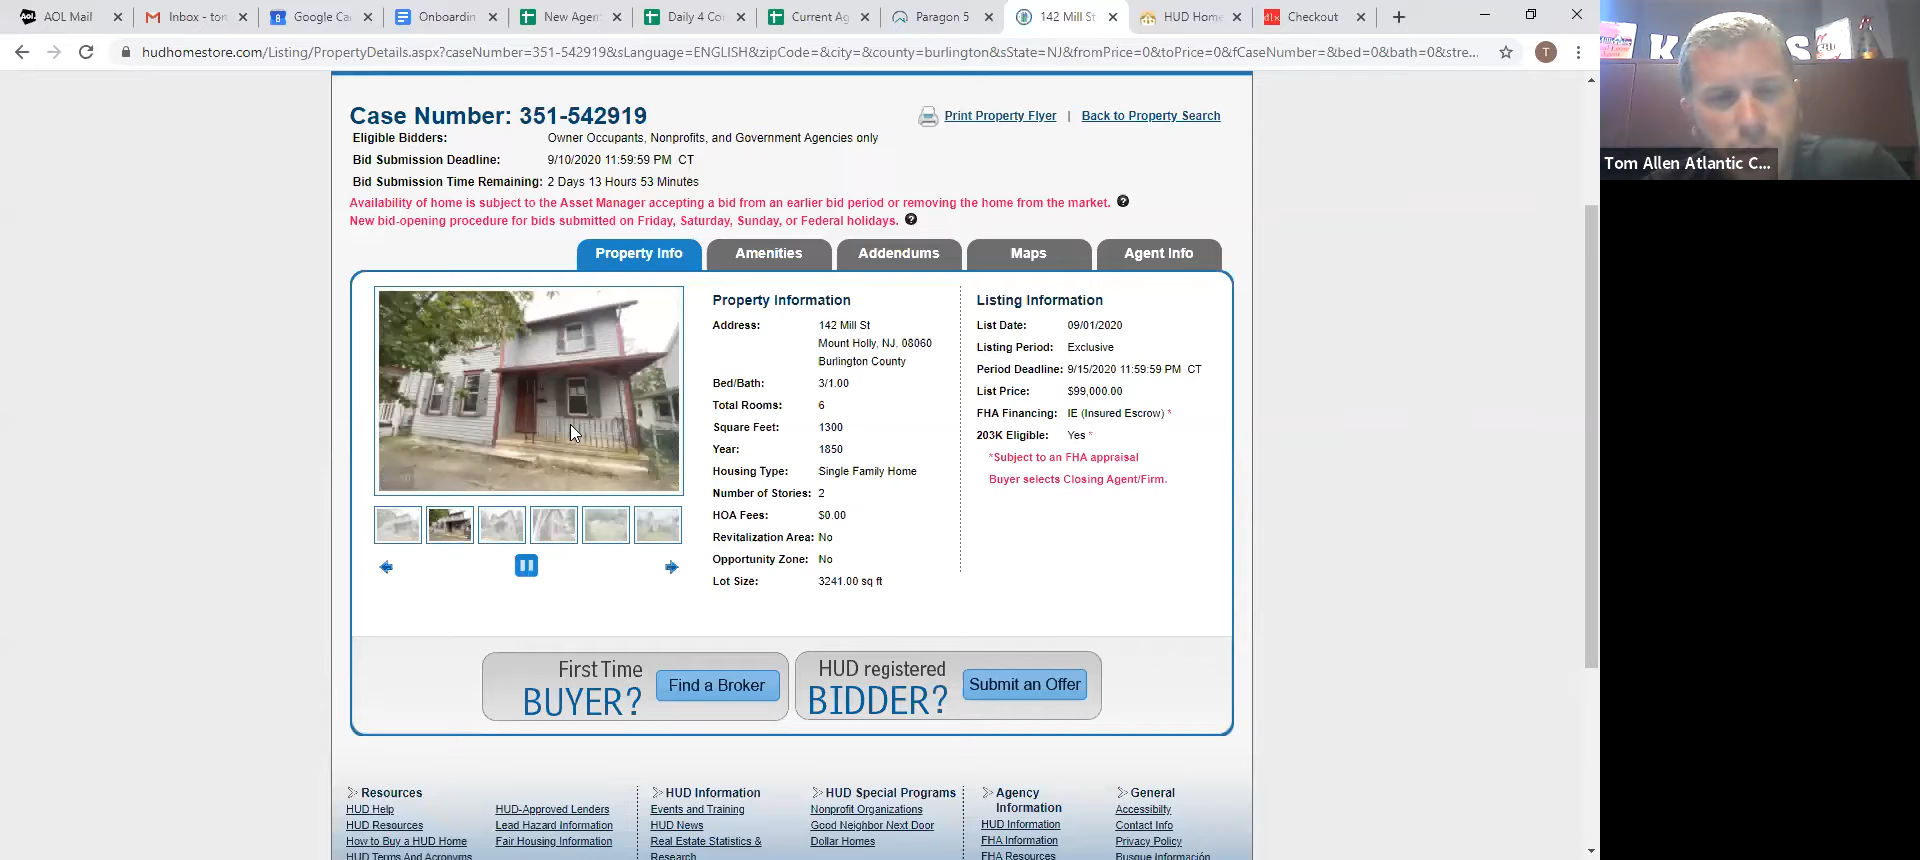 AOL Mail
Inbox - ton
Google Ca
Onboardin
New Agen
Daily 4 Co
Current Ag
Paragon 5
142 Mill St
HUD Home
Checkout
hudhomestore.com/Listing/PropertyDetails.aspx?caseNumber=351-542919&sLanguage=ENGLISH&zipCode=&city=&county=burlington&sState=NJ&fromPrice=0&toPrice=0&fCaseNumber=&bed=0&bath=0&stre...
T
Tom Allen Atlantic C...
Case Number: 351-542919
Print Property Flyer | Back to Property Search
Eligible Bidders: Owner Occupants, Nonprofits, and Government Agencies only
Bid Submission Deadline: 9/10/2020 11:59:59 PM CT
Bid Submission Time Remaining: 2 Days 13 Hours 53 Minutes
Availability of home is subject to the Asset Manager accepting a bid from an earlier bid period or removing the home from the market. ?
New bid-opening procedure for bids submitted on Friday, Saturday, Sunday, or Federal holidays. ?
Property Info
Amenities
Addendums
Maps
Agent Info
Property Information
Address: 142 Mill St
Mount Holly, NJ, 08060
Burlington County
Bed/Bath: 3/1.00
Total Rooms: 6
Square Feet: 1300
Year: 1850
Housing Type: Single Family Home
Number of Stories: 2
HOA Fees: $0.00
Revitalization Area: No
Opportunity Zone: No
Lot Size: 3241.00 sq ft
Listing Information
List Date: 09/01/2020
Listing Period: Exclusive
Period Deadline: 9/15/2020 11:59:59 PM CT
List Price: $99,000.00
FHA Financing: IE (Insured Escrow) *
203K Eligible: Yes *
*Subject to an FHA appraisal
Buyer selects Closing Agent/Firm.
First Time
BUYER?
Find a Broker
HUD registered
BIDDER?
Submit an Offer
Resources
HUD Help
HUD Resources
How to Buy a HUD Home
HUD Terms And Acronyms
HUD-Approved Lenders
Lead Hazard Information
Fair Housing Information
HUD Information
Events and Training
HUD News
Real Estate Statistics &
Research
HUD Special Programs
Nonprofit Organizations
Good Neighbor Next Door
Dollar Homes
Agency
Information
HUD Information
FHA Information
FHA Resources
General
Accessibilty
Contact Info
Privacy Policy
Busque Información